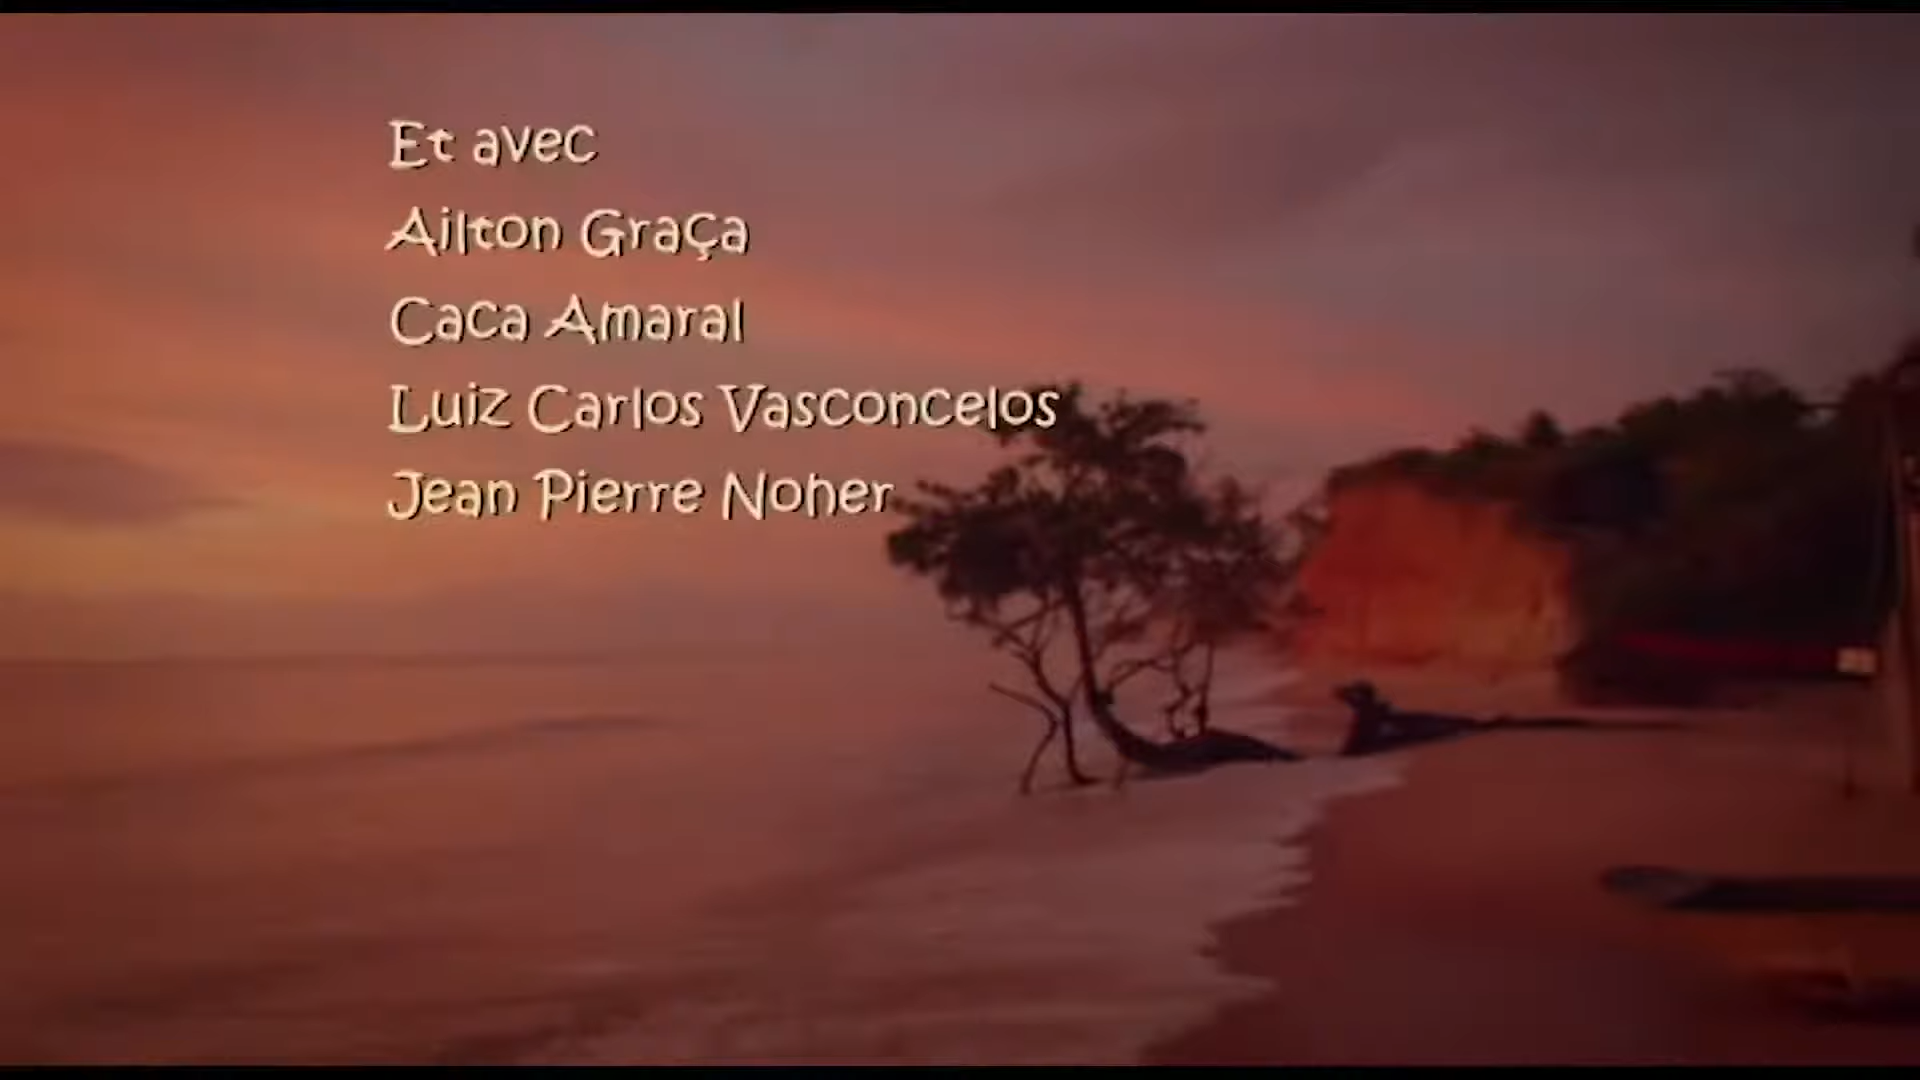 Et avec
Ailton Graça
Caca Amaral
Luiz Carlos Vasconcelos
Jean Pierre Noher